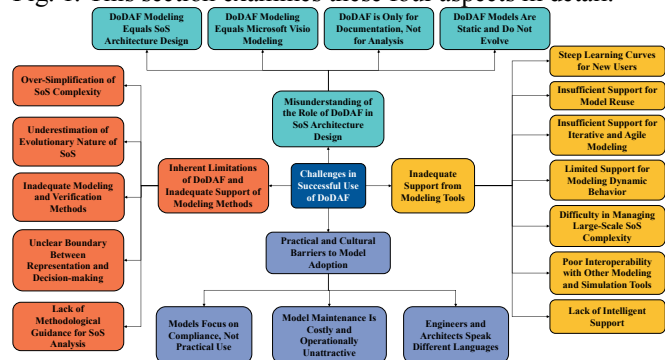 Fig. 1. This section examines these four aspects in detail.
DoDAF Modeling
Equals SoS
Architecture Design
DoDAF Modeling
Equals Microsoft Visio
Modeling
DoDAF is Only for
Documentation, Not
for Analysis
DoDAF Models Are
Static and Do Not
Evolve
Misunderstanding of
the Role of DoDAF in
SoS Architecture
Design
Over-Simplification of
SoS Complexity
Underestimation of
Evolutionary Nature of
SoS
Inadequate Modeling
and Verification
Methods
Unclear Boundary
Between
Representation and
Decision-making
Lack of
Methodological
Guidance for SoS
Analysis
Inherent Limitations
of DoDAF and
Inadequate Support of
Modeling Methods
Challenges in
Successful Use
of DoDAF
Inadequate
Support from
Modeling Tools
Steep Learning Curves
for New Users
Insufficient Support for
Model Reuse
Insufficient Support for
Iterative and Agile
Modeling
Limited Support for
Modeling Dynamic
Behavior
Difficulty in Managing
Large-Scale SoS
Complexity
Poor Interoperability
with Other Modeling
and Simulation Tools
Lack of Intelligent
Support
Practical and Cultural
Barriers to Model
Adoption
Models Focus on
Compliance, Not
Practical Use
Model Maintenance Is
Costly and
Operationally
Unattractive
Engineers and
Architects Speak
Different Languages